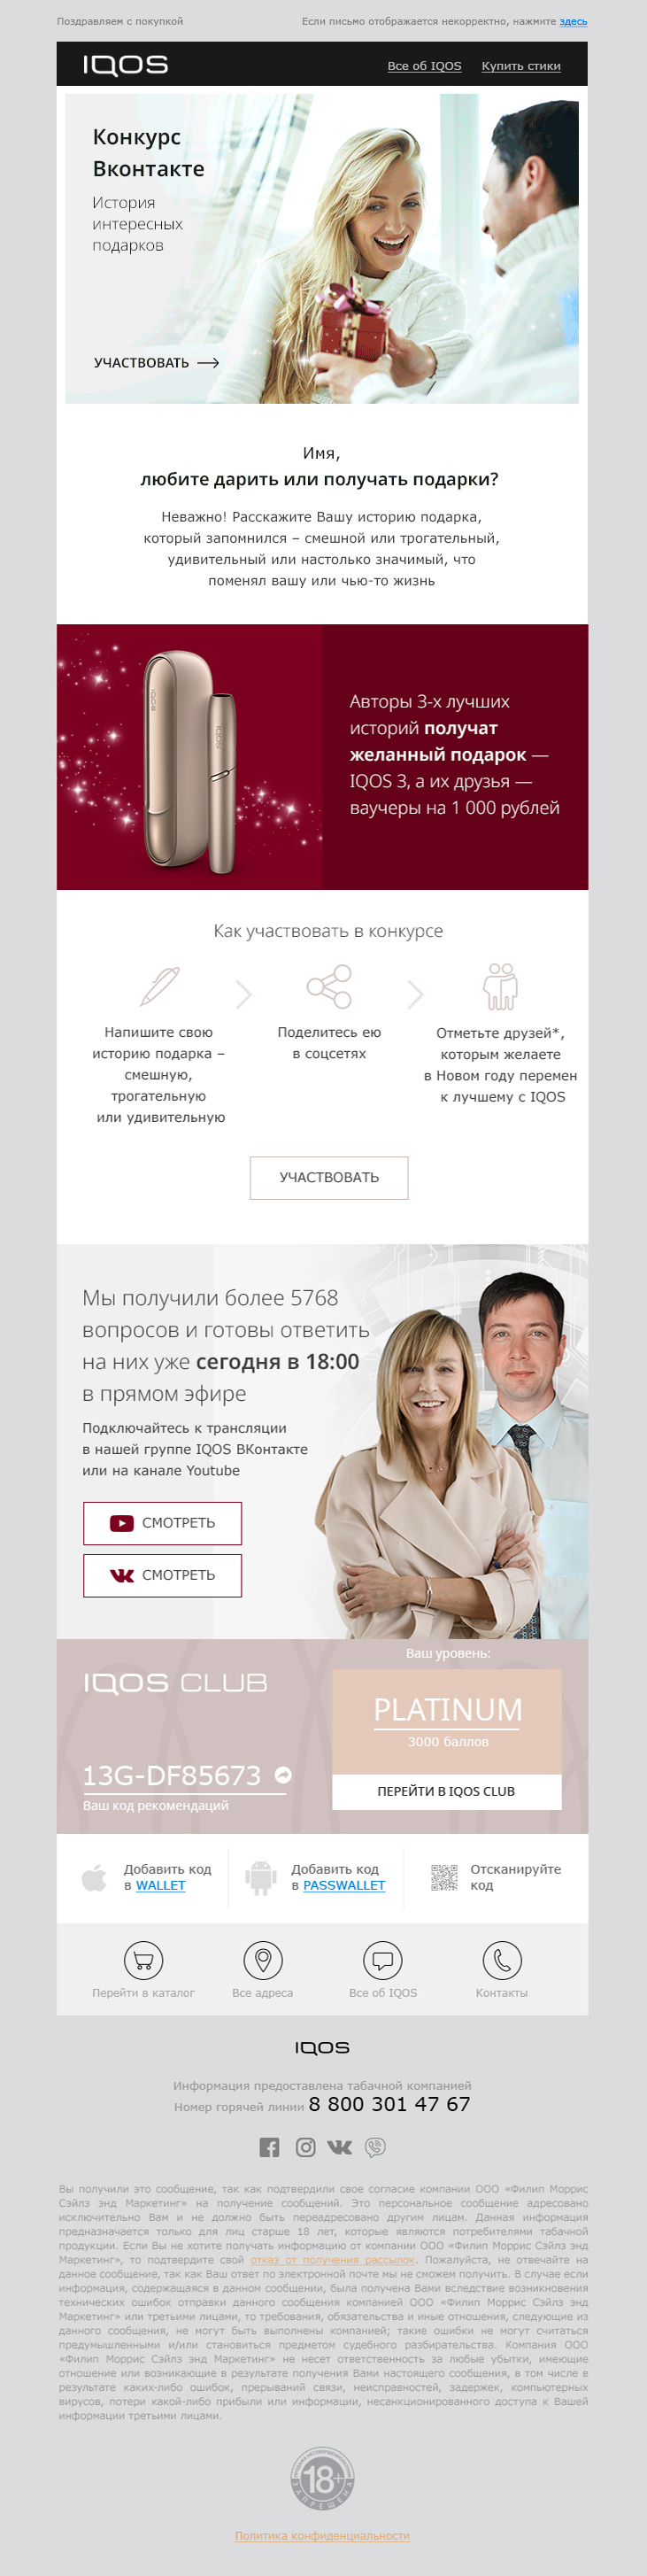 Поздравляем с покупкой
Если письмо отображается некорректно, нажмите здесь
IQOS
Все об IQOS
Купить стики
Конкурс
Вконтакте
История
интересных
подарков
УЧАСТВОВАТЬ
Имя,
любите дарить или получать подарки?
Неважно! Расскажите Вашу историю подарка,
который запомнился – смешной или трогательный,
удивительный или настолько значимый, что
поменял вашу или чью-то жизнь
IQOS
IQOS
Авторы 3-х лучших
историй получат
желанный подарок —
IQOS 3, а их друзья —
ваучеры на 1 000 рублей
Как участвовать в конкурсе
Напишите свою
историю подарка –
смешную,
трогательную
или удивительную
Поделитесь ею
в соцсетях
Отметьте друзей*,
которым желаете
в Новом году перемен
к лучшему с IQOS
УЧАСТВОВАТЬ
Мы получили более 5768
вопросов и готовы ответить
на них уже сегодня в 18:00
в прямом эфире
Подключайтесь к трансляции
в нашей группе IQOS ВКонтакте
или на канале Youtube
СМОТРЕТЬ
СМОТРЕТЬ
IQOS CLUB
13G-DF85673
Ваш код рекомендаций
Ваш уровень:
PLATINUM
3000 баллов
ПЕРЕЙТИ В IQOS CLUB
Добавить код
в WALLET
Добавить код
в PASSWALLET
Отсканируйте
код
Перейти в каталог
Все адреса
Все об IQOS
Контакты
IQOS
Информация предоставлена табачной компанией
Номер горячей линии 8 800 301 47 67
Вы получили это сообщение, так как подтвердили свое согласие компании ООО «Филип Моррис
Сэйлз энд Маркетинг» на получение сообщений. Это персональное сообщение адресовано
исключительно Вам и не должно быть переадресовано другим лицам. Данная информация
предназначается только для лиц старше 18 лет, которые являются потребителями табачной
продукции. Если Вы не хотите получать информацию от компании ООО «Филип Моррис Сэйлз энд
Маркетинг», то подтвердите свой отказ от получения рассылок. Пожалуйста, не отвечайте на
данное сообщение, так как Ваш ответ по электронной почте мы не сможем получить. В случае если
информация, содержащаяся в данном сообщении, была получена Вами вследствие возникновения
технических ошибок отправки данного сообщения компанией ООО «Филип Моррис Сэйлз энд
Маркетинг» или третьими лицами, то требования, обязательства и иные отношения, следующие из
данного сообщения, не могут быть выполнены компанией; такие ошибки не могут считаться
предумышленными и/или становиться предметом судебного разбирательства. Компания ООО
«Филип Моррис Сэйлз энд Маркетинг» не несет ответственность за любые убытки, имеющие
отношение или возникающие в результате получения Вами настоящего сообщения, в том числе в
результате каких-либо ошибок, прерываний связи, неисправностей, задержек, компьютерных
вирусов, потери какой-либо прибыли или информации, несанкционированного доступа к Вашей
информации третьими лицами.
18+
ЗАПРЕЩЕНА
Политика конфиденциальности